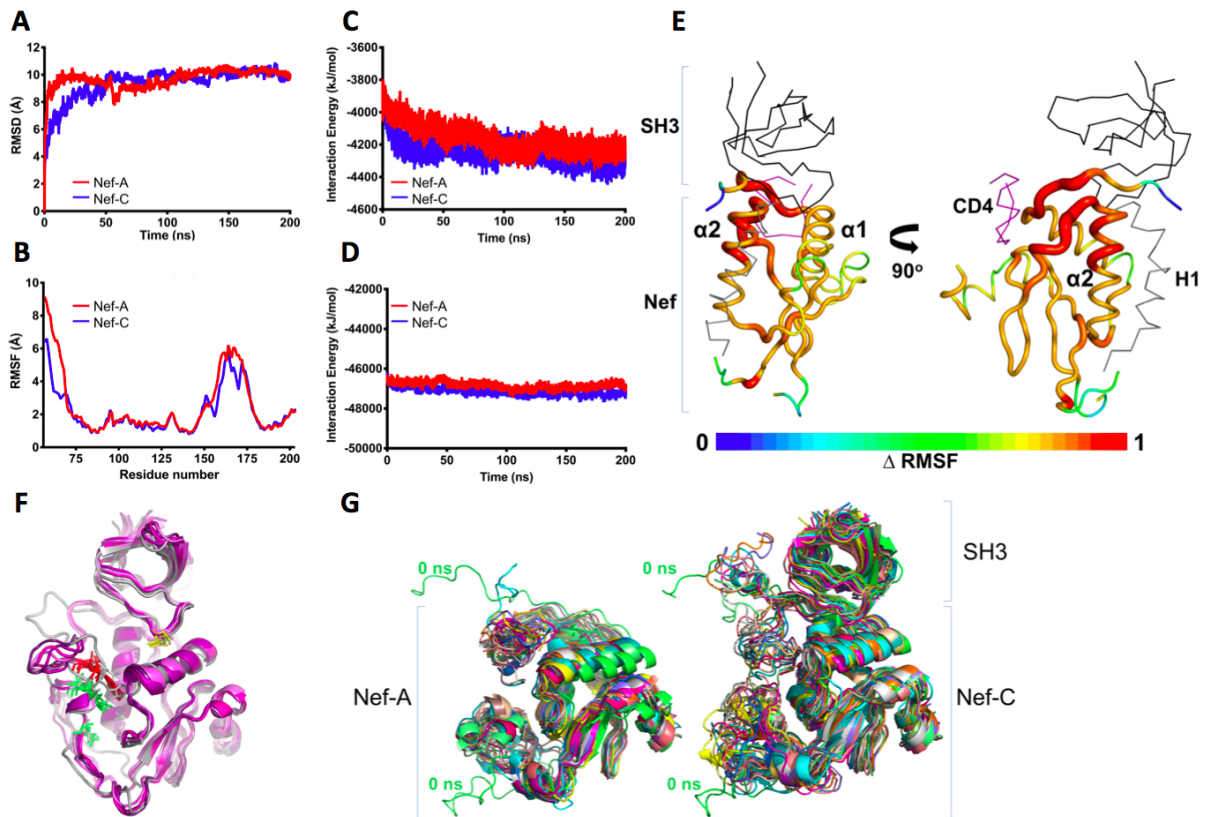 A
12
10
8
6
4
2
0
RMSD (Å)
Nef-A
Nef-C
0 50 100 150 200
Time (ns)
B
10
8
6
4
2
0
RMSF (Å)
Nef-A
Nef-C
75 100 125 150 175 200
Residue number
C
-3600
-3800
-4000
-4200
-4400
-4600
Interaction Energy (kJ/mol)
Nef-A
Nef-C
0 50 100 150 200
Time (ns)
D
-42000
-44000
-46000
-48000
-50000
Interaction Energy (kJ/mol)
Nef-A
Nef-C
0 50 100 150 200
Time (ns)
E
SH3
Nef
α2
α1
90°
CD4
α2
H1
0
1
Δ RMSF
F
G
0 ns
0 ns
Nef-A
0 ns
0 ns
SH3
Nef-C